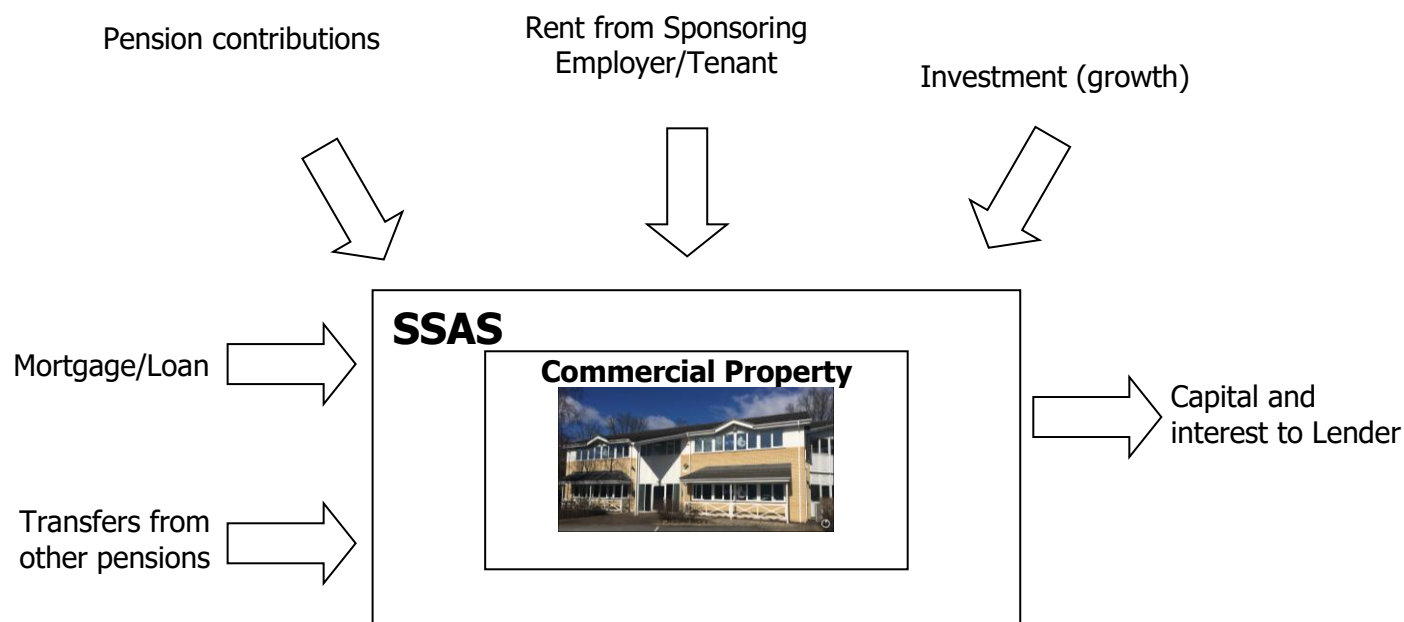 Pension contributions
Rent from Sponsoring
Employer/Tenant
Investment (growth)
SSAS
Commercial Property
Mortgage/Loan
Capital and
interest to Lender
Transfers from
other pensions